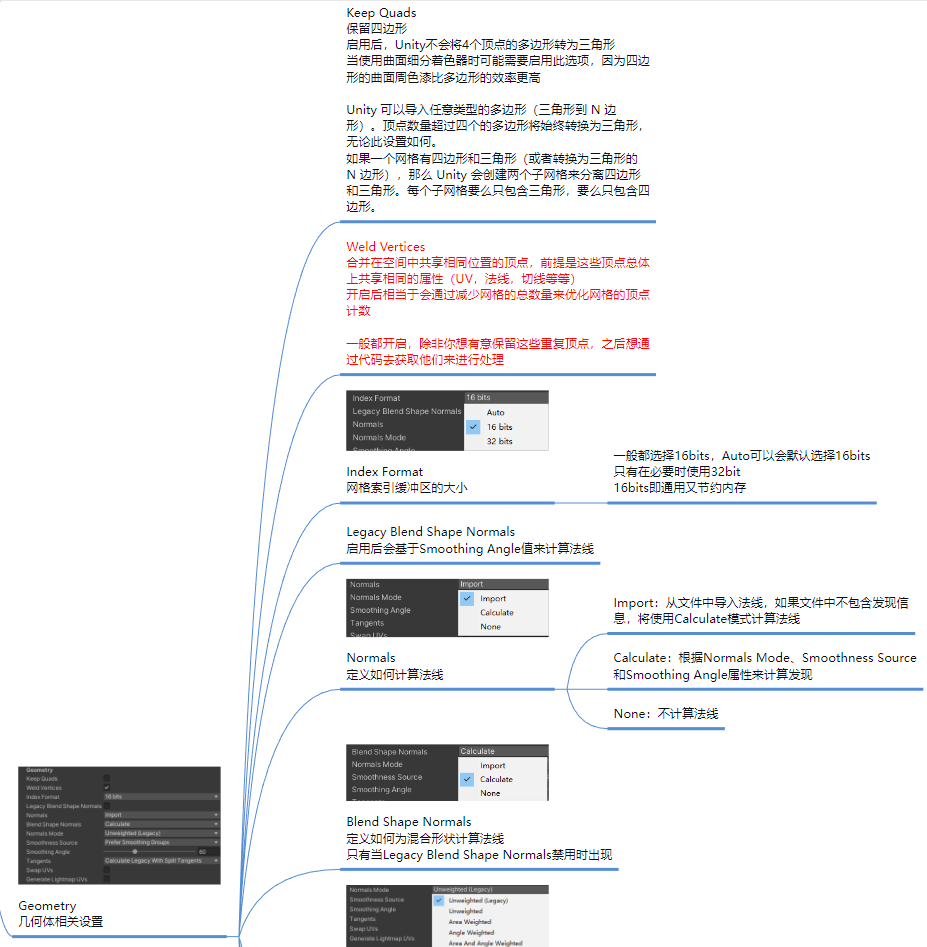 Keep Quads
保留四边形
启用后，Unity不会将4个顶点的多边形转为三角形
当使用曲面细分着色器时可能需要启用此选项，因为四边
形的曲面周色漆比多边形的效率更高
Unity 可以导入任意类型的多边形（三角形到 N 边
形）。顶点数量超过四个的多边形将始终转换为三角形，
无论此设置如何。
如果一个网格有四边形和三角形（或者转换为三角形的
N 边形），那么 Unity 会创建两个子网格来分离四边形
和三角形。每个子网格要么只包含三角形，要么只包含四
边形。
Weld Vertices
合并在空间中共享相同位置的顶点，前提是这些顶点总体
上共享相同的属性（UV，法线，切线等等）
开启后相当于会通过减少网格的总数量来优化网格的顶点
计数
一般都开启，除非你想有意保留这些重复顶点，之后想通
过代码去获取他们来进行处理
Index Format
16 bits
Legacy Blend Shape Normals
Auto
Normals
16 bits
Normals Mode
32 bits
Smoothing Angle
Index Format
网格索引缓冲区的大小
一般都选择16bits，Auto可以会默认选择16bits
只有在必要时使用32bit
16bits即通用又节约内存
Legacy Blend Shape Normals
启用后会基于Smoothing Angle值来计算法线
Normals
Import
Normals Mode
Import
Smoothing Angle
Calculate
Tangents
None
Swap UVs
Normals
定义如何计算法线
Import：从文件中导入法线，如果文件中不包含发现信
息，将使用Calculate模式计算法线
Calculate：根据Normals Mode、Smoothness Source
和Smoothing Angle属性来计算发现
None：不计算法线
Blend Shape Normals
Calculate
Normals Mode
Import
Smoothness Source
Calculate
Smoothing Angle
None
Blend Shape Normals
定义如何为混合形状计算法线
只有当Legacy Blend Shape Normals禁用时出现
Normals Mode
Unweighted (Legacy)
Smoothness Source
Unweighted (Legacy)
Smoothing Angle
Unweighted
Tangents
Area Weighted
Swap UVs
Angle Weighted
Generate Lightmap UVs
Area And Angle Weighted
Geometry
Keep Quads
Weld Vertices
Index Format
16 bits
Legacy Blend Shape Normals
Normals
Import
Blend Shape Normals
Calculate
Normals Mode
Unweighted (Legacy)
Smoothness Source
Prefer Smoothing Groups
Smoothing Angle
60
Tangents
Calculate Legacy With Split Tangents
Swap UVs
Generate Lightmap UVs
Geometry
几何体相关设置